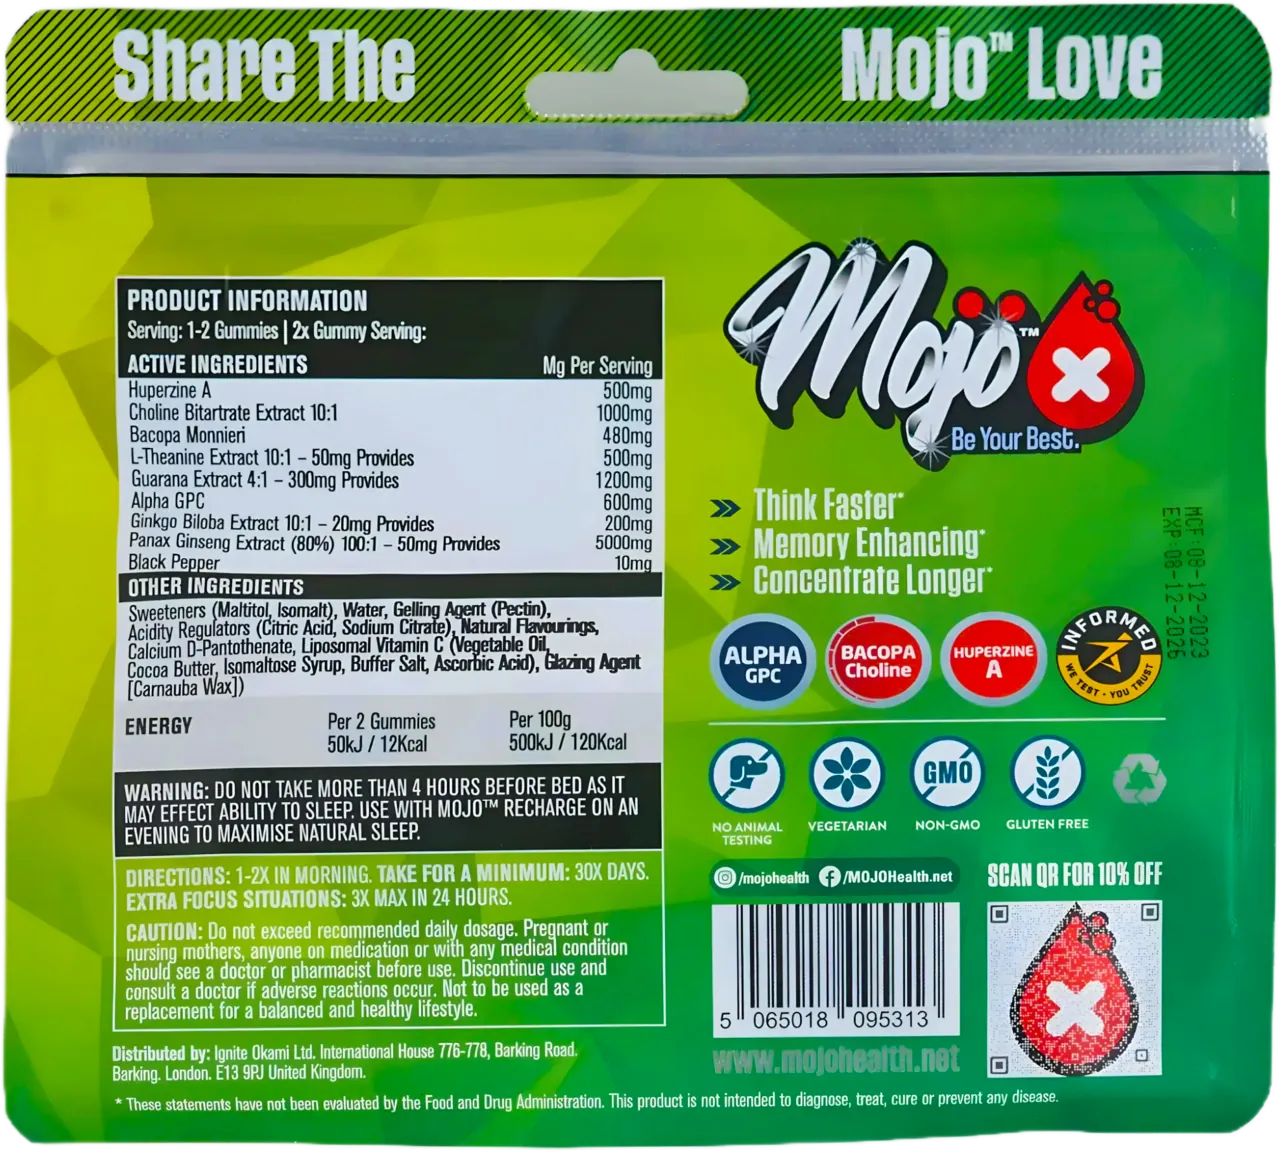 Share The Mojo™ Love
PRODUCT INFORMATION
Serving: 1-2 Gummies | 2x Gummy Serving:
ACTIVE INGREDIENTS Mg Per Serving
Huperzine A 500mg
Choline Bitartrate Extract 10:1 1000mg
Bacopa Monnieri 480mg
L-Theanine Extract 10:1 – 50mg Provides 500mg
Guarana Extract 4:1 – 300mg Provides 1200mg
Alpha GPC 600mg
Ginkgo Biloba Extract 10:1 – 20mg Provides 200mg
Panax Ginseng Extract (80%) 100:1 – 50mg Provides 5000mg
Black Pepper 10mg
OTHER INGREDIENTS
Sweeteners (Maltitol, Isomalt), Water, Gelling Agent (Pectin),
Acidity Regulators (Citric Acid, Sodium Citrate), Natural Flavourings,
Calcium D-Pantothenate, Liposomal Vitamin C (Vegetable Oil,
Cocoa Butter, Isomaltose Syrup, Buffer Salt, Ascorbic Acid), Glazing Agent
[Carnauba Wax])
ENERGY Per 2 Gummies Per 100g
50kJ / 12Kcal 500kJ / 120Kcal
WARNING: DO NOT TAKE MORE THAN 4 HOURS BEFORE BED AS IT
MAY EFFECT ABILITY TO SLEEP. USE WITH MOJO™ RECHARGE ON AN
EVENING TO MAXIMISE NATURAL SLEEP.
DIRECTIONS: 1-2X IN MORNING. TAKE FOR A MINIMUM: 30X DAYS.
EXTRA FOCUS SITUATIONS: 3X MAX IN 24 HOURS.
CAUTION: Do not exceed recommended daily dosage. Pregnant or
nursing mothers, anyone on medication or with any medical condition
should see a doctor or pharmacist before use. Discontinue use and
consult a doctor if adverse reactions occur. Not to be used as a
replacement for a balanced and healthy lifestyle.
Distributed by: Ignite Okami Ltd. International House 776-778, Barking Road.
Barking. London. E13 9PJ United Kingdom.
Mojo™ X
Be Your Best.
Think Faster*
Memory Enhancing*
Concentrate Longer*
MCF:08-12-2023
EXP:08-12-2026
ALPHA
GPC
BACOPA
Choline
HUPERZINE
A
INFORMED
WE TEST · YOU TRUST
NO ANIMAL
TESTING
VEGETARIAN
GMO
NON-GMO
GLUTEN FREE
/mojohealth /MOJOHealth.net
SCAN QR FOR 10% OFF
5 065018 095313
www.mojohealth.net
* These statements have not been evaluated by the Food and Drug Administration. This product is not intended to diagnose, treat, cure or prevent any disease.